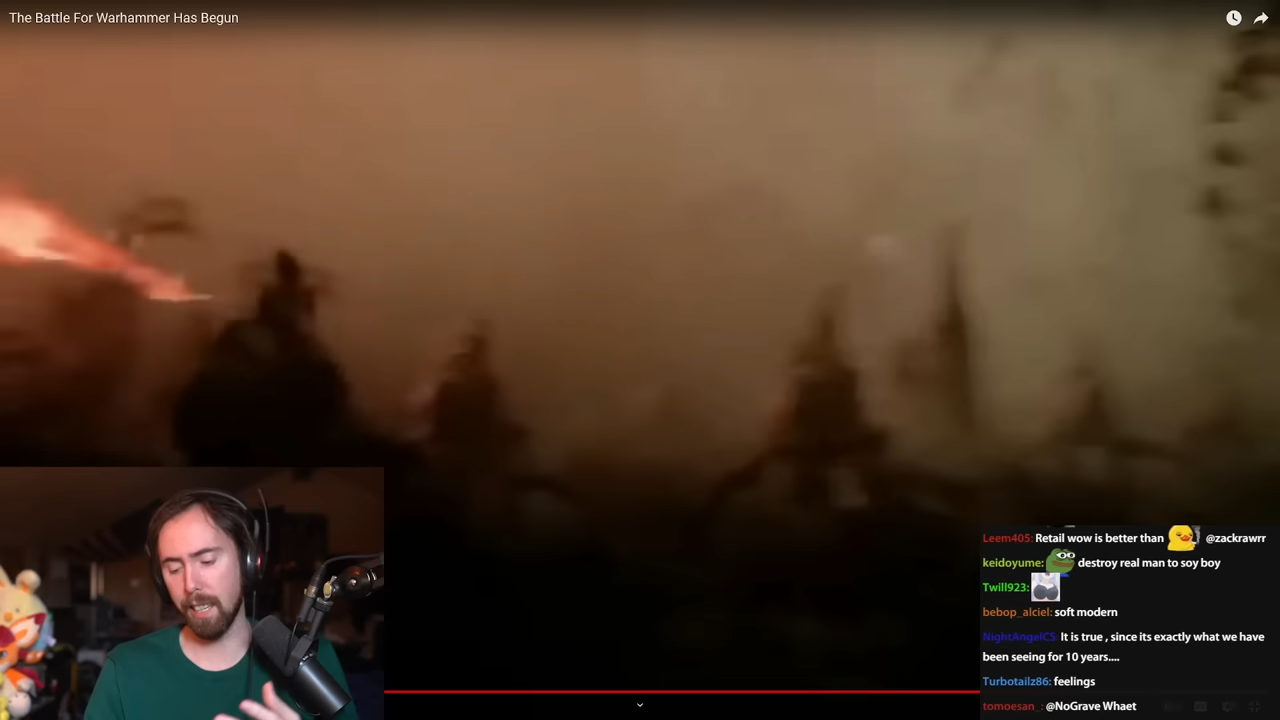 The Battle For Warhammer Has Begun
Leem405: Retail wow is better than @zackrawrr
keidoyume: destroy real man to soy boy
Twill923:
bebop_alciel: soft modern
NightAngelCS: It is true , since its exactly what we have
been seeing for 10 years....
Turbotailz86: feelings
tomoesan_: @NoGrave Whaet